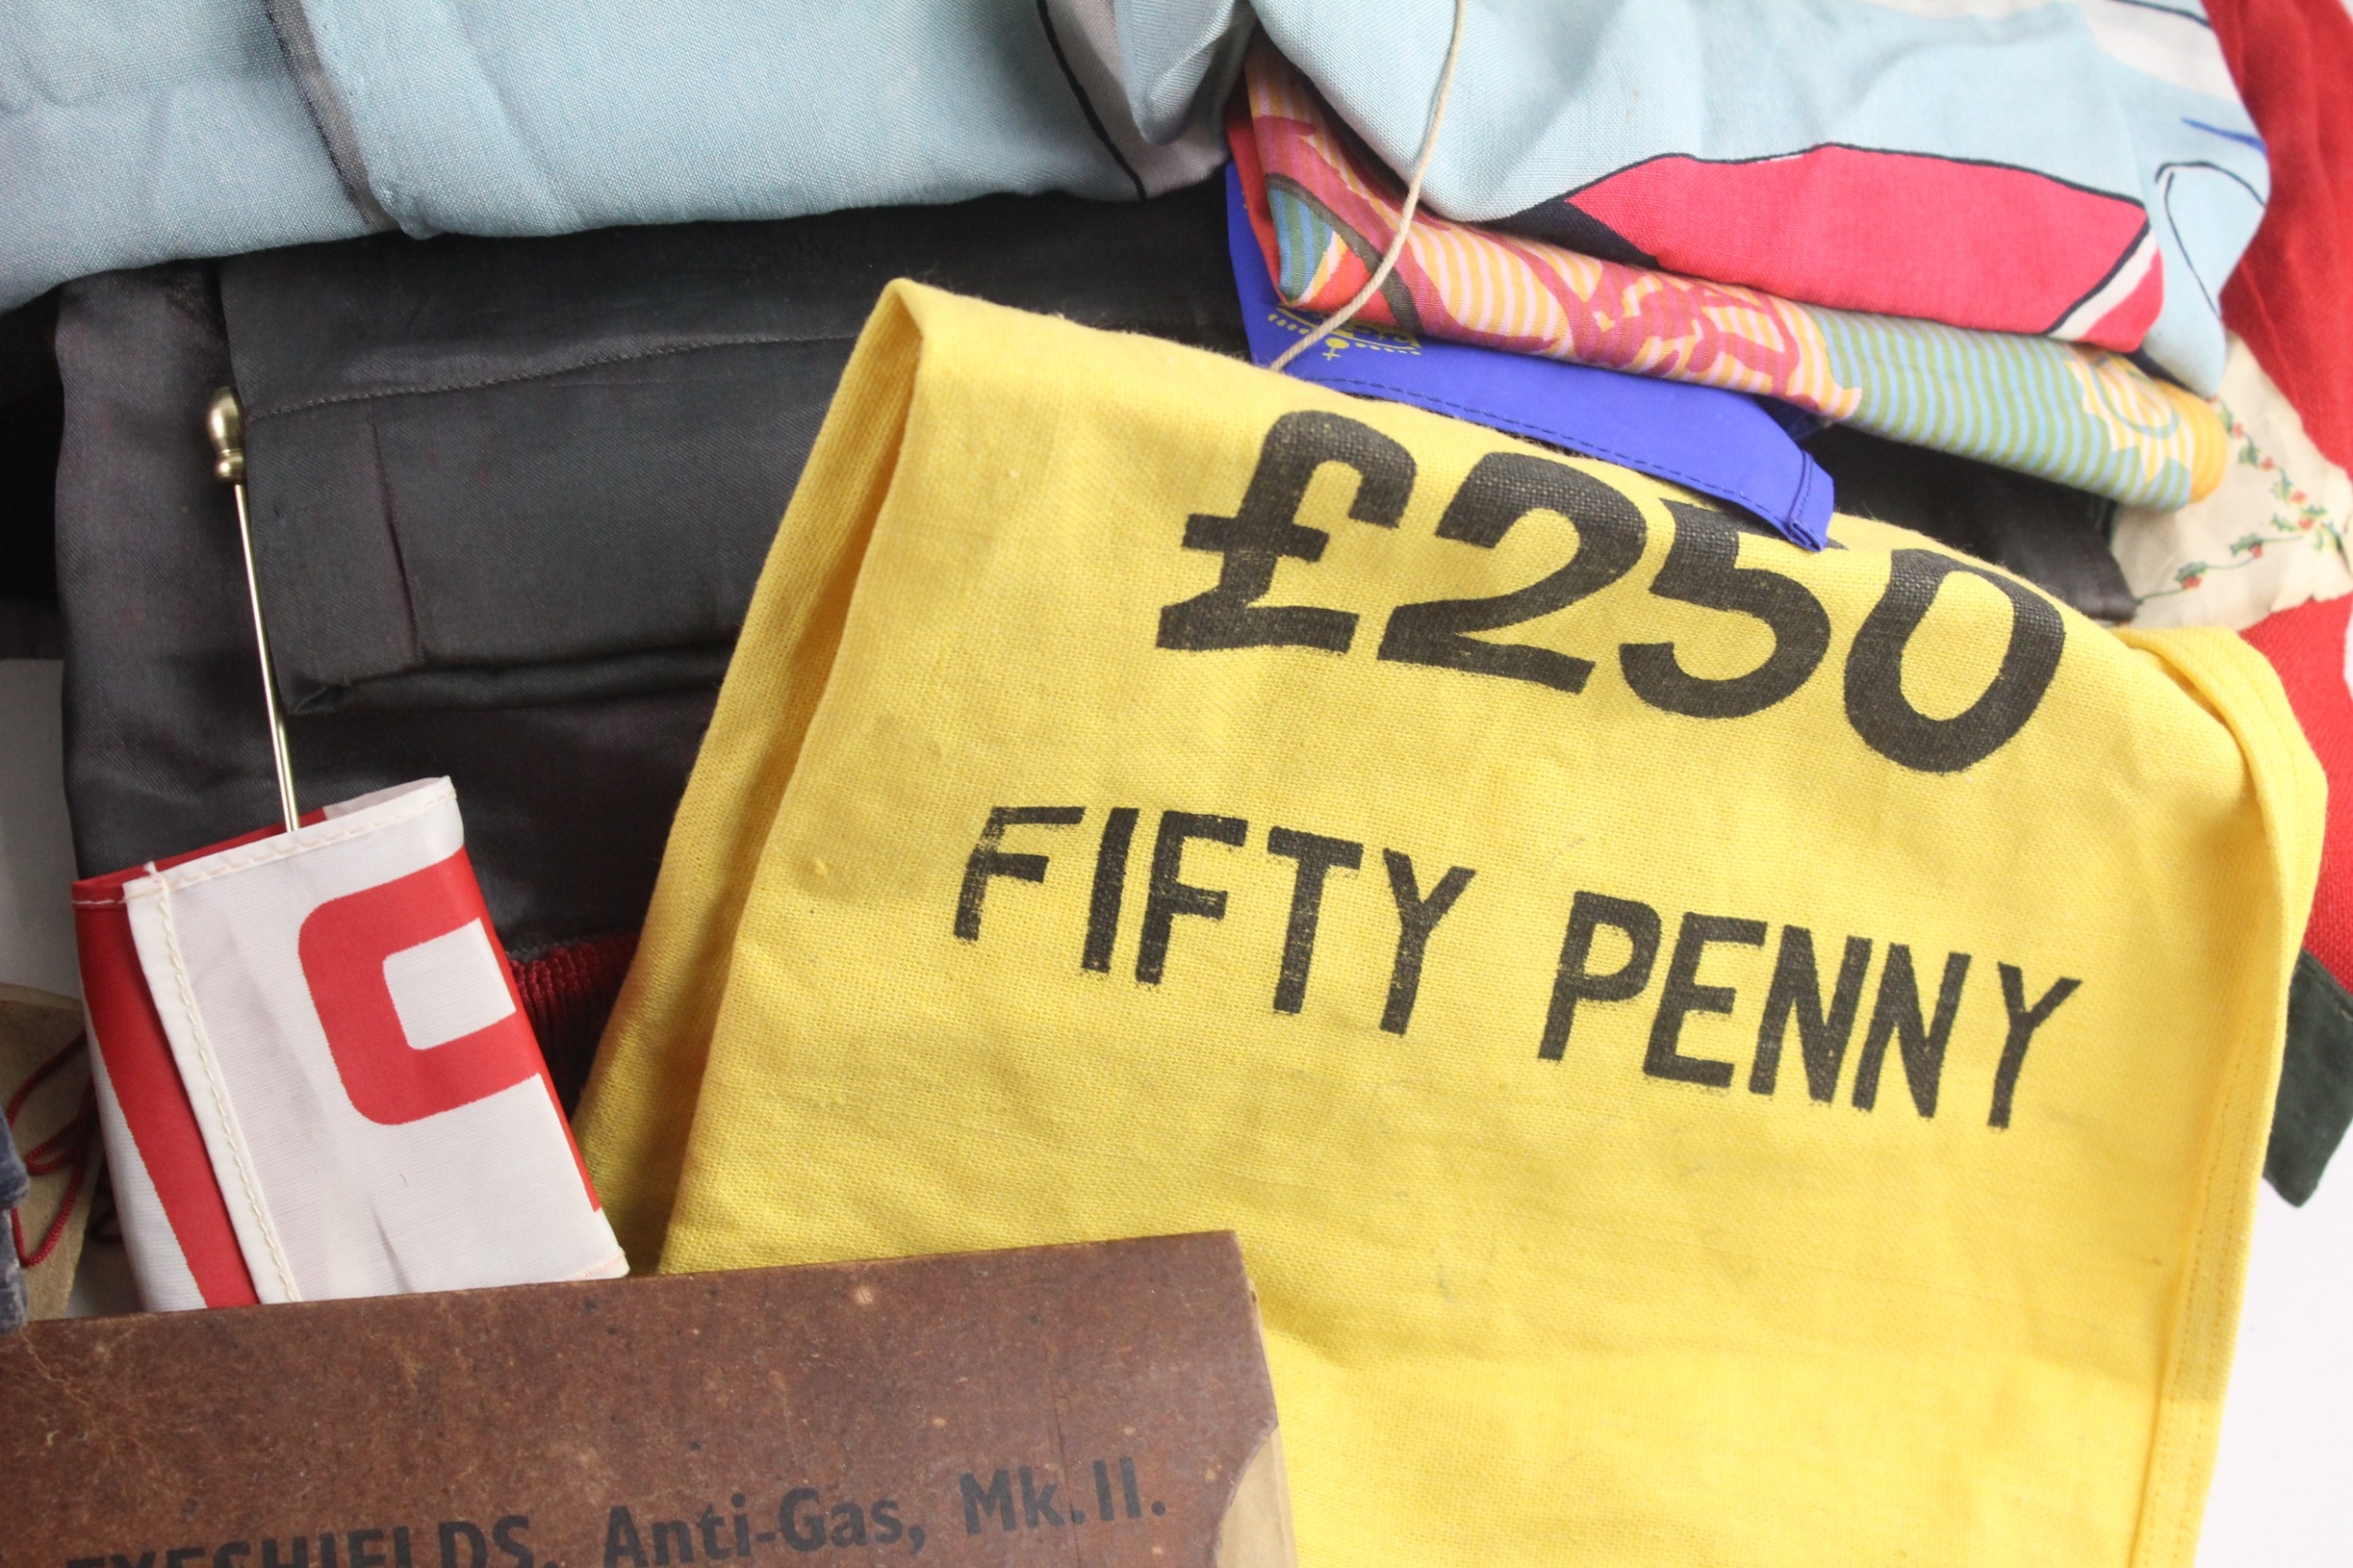 £250
FIFTY PENNY
EYESHIELDS, Anti-Gas, Mk.II.